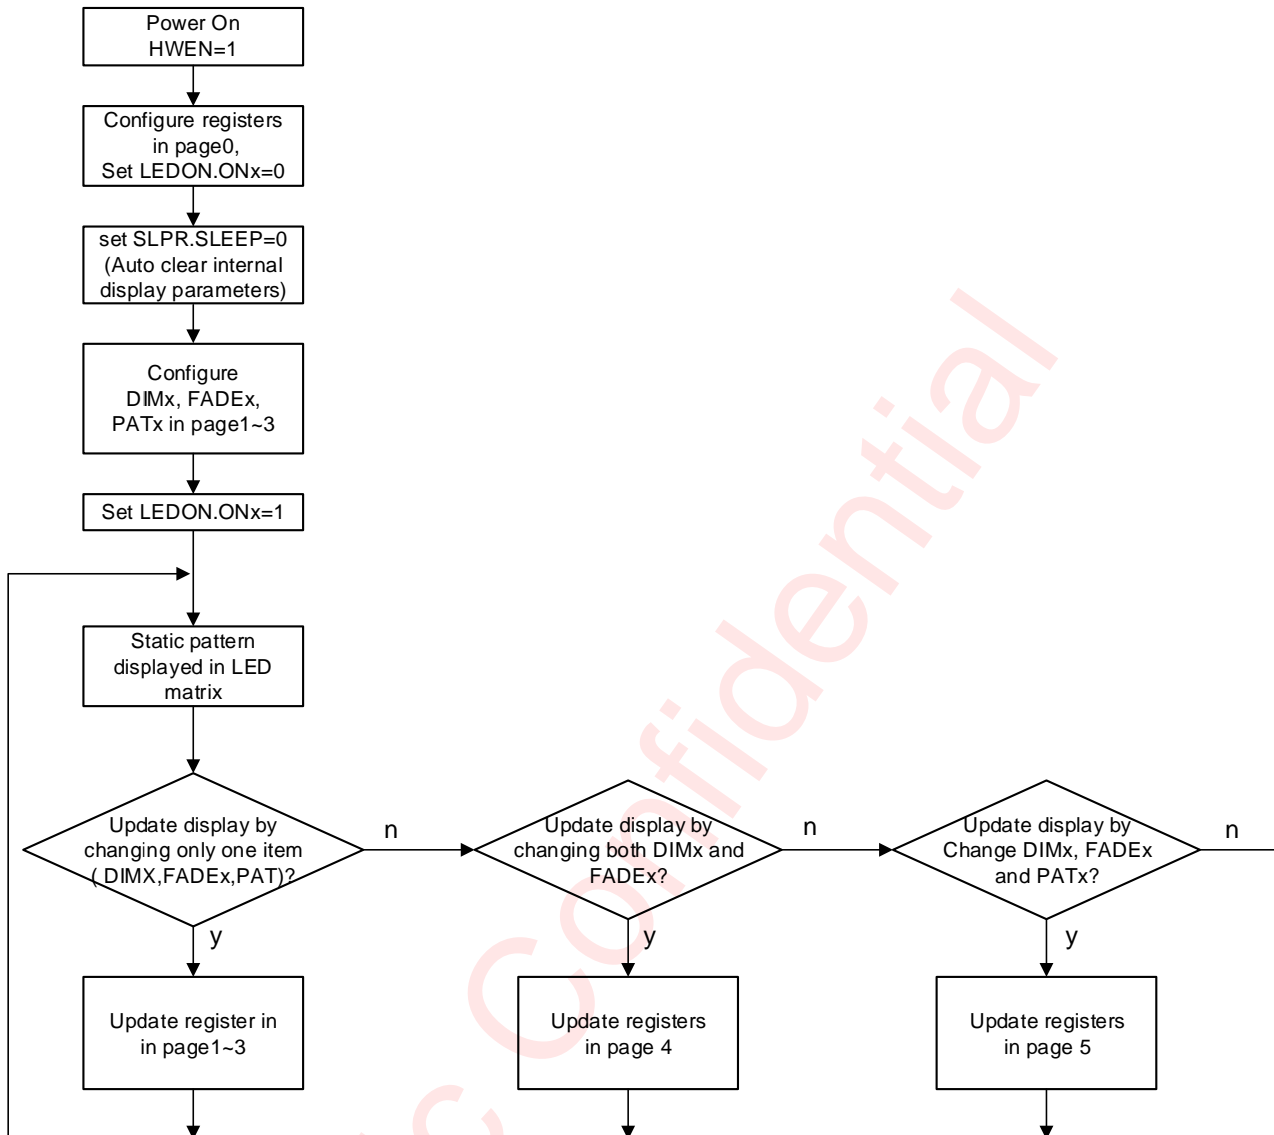 Power On
HWEN=1
Configure registers
in page0,
Set LEDON.ONx=0
set SLPR.SLEEP=0
(Auto clear internal
display parameters)
Configure
DIMx, FADEx,
PATx in page1~3
Set LEDON.ONx=1
Static pattern
displayed in LED
matrix
Update display by
changing only one item
( DIMX,FADEx,PAT)?
n
Update display by
changing both DIMx and
FADEx?
n
Update display by
Change DIMx, FADEx
and PATx?
n
y
y
y
Update register in
in page1~3
Update registers
in page 4
Update registers
in page 5
c Confidential